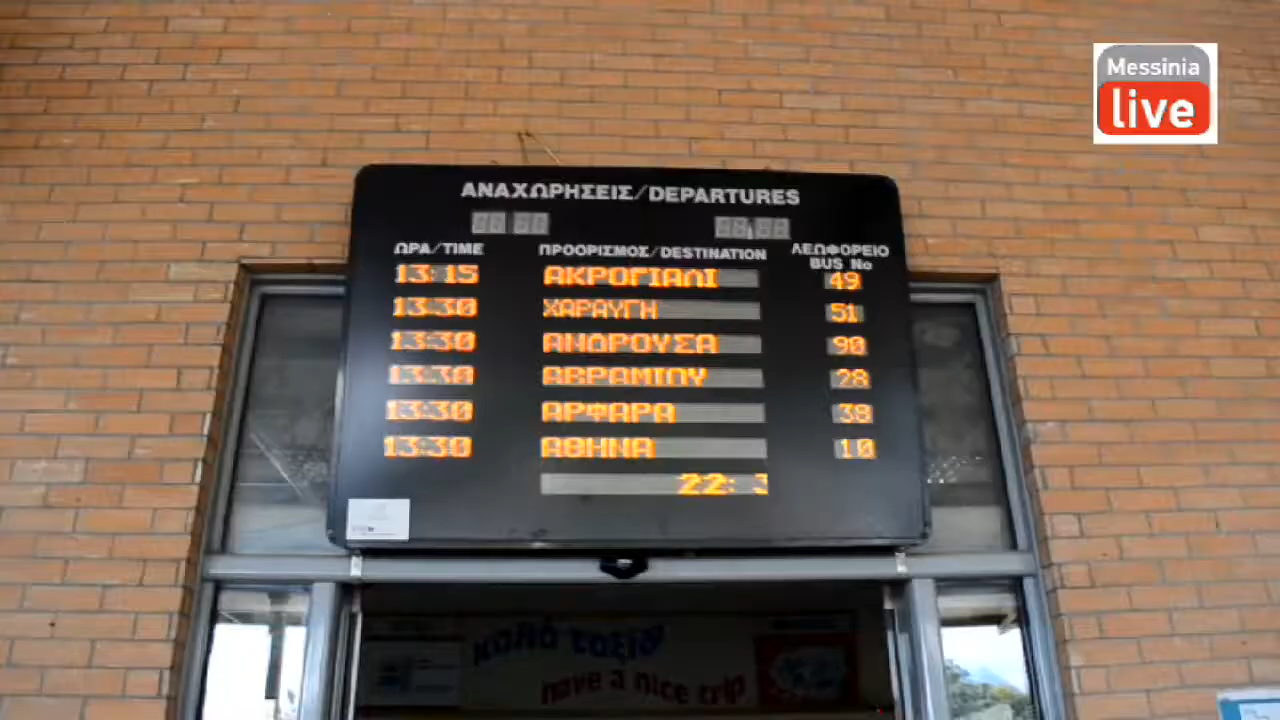 Messinia
live
ΑΝΑΧΩΡΗΣΕΙΣ/DEPARTURES
ΩΡΑ/TIME ΠΡΟΟΡΙΣΜΟΣ/DESTINATION ΛΕΩΦΟΡΕΙΟ BUS No
13:15 ΑΚΡΟΓΙΑΛΙ 49
13:30 ΧΑΡΑΥΓΗ 51
13:30 ΑΝΔΡΟΥΣΑ 90
13:30 ΑΒΡΑΜΙΟΥ 28
13:30 ΑΡΦΑΡΑ 38
13:30 ΑΘΗΝΑ 10
22:
καλό ταξίδι
have a nice trip